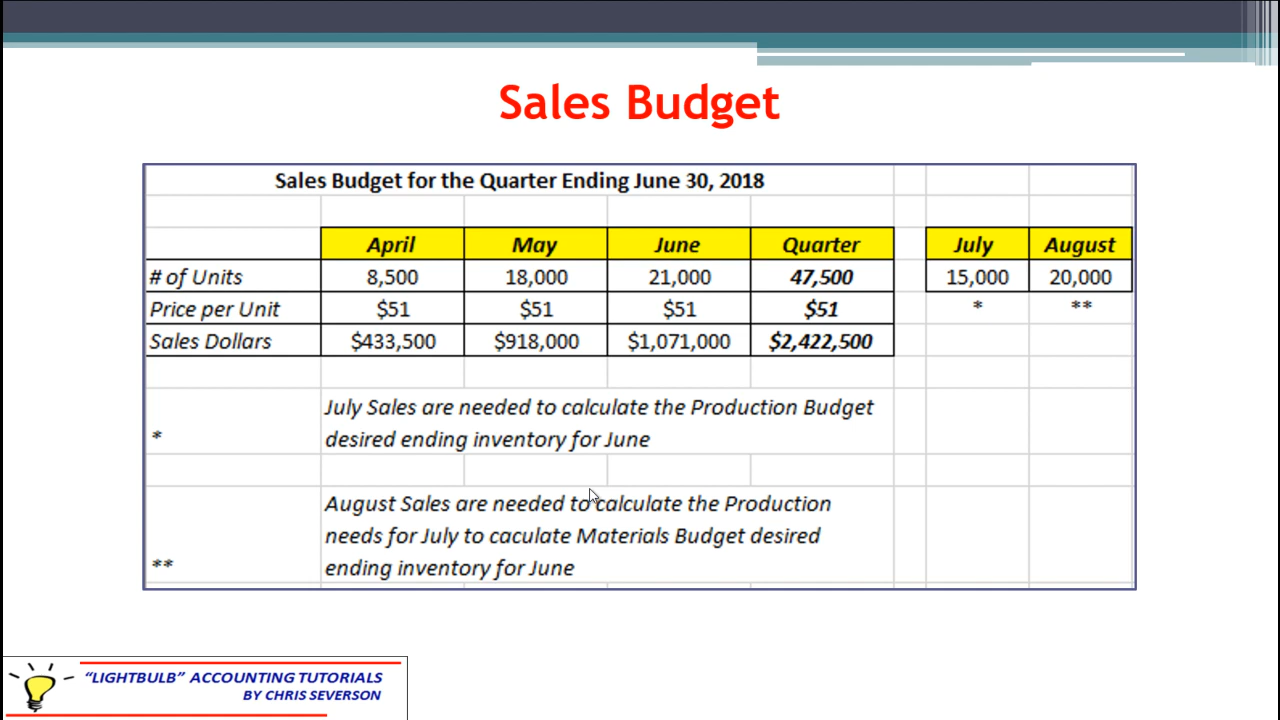 Sales Budget
Sales Budget for the Quarter Ending June 30, 2018
April May June Quarter July August
# of Units 8,500 18,000 21,000 47,500 15,000 20,000
Price per Unit $51 $51 $51 $51 * **
Sales Dollars $433,500 $918,000 $1,071,000 $2,422,500
July Sales are needed to calculate the Production Budget
* desired ending inventory for June
August Sales are needed to calculate the Production
needs for July to caculate Materials Budget desired
** ending inventory for June
“LIGHTBULB” ACCOUNTING TUTORIALS
BY CHRIS SEVERSON